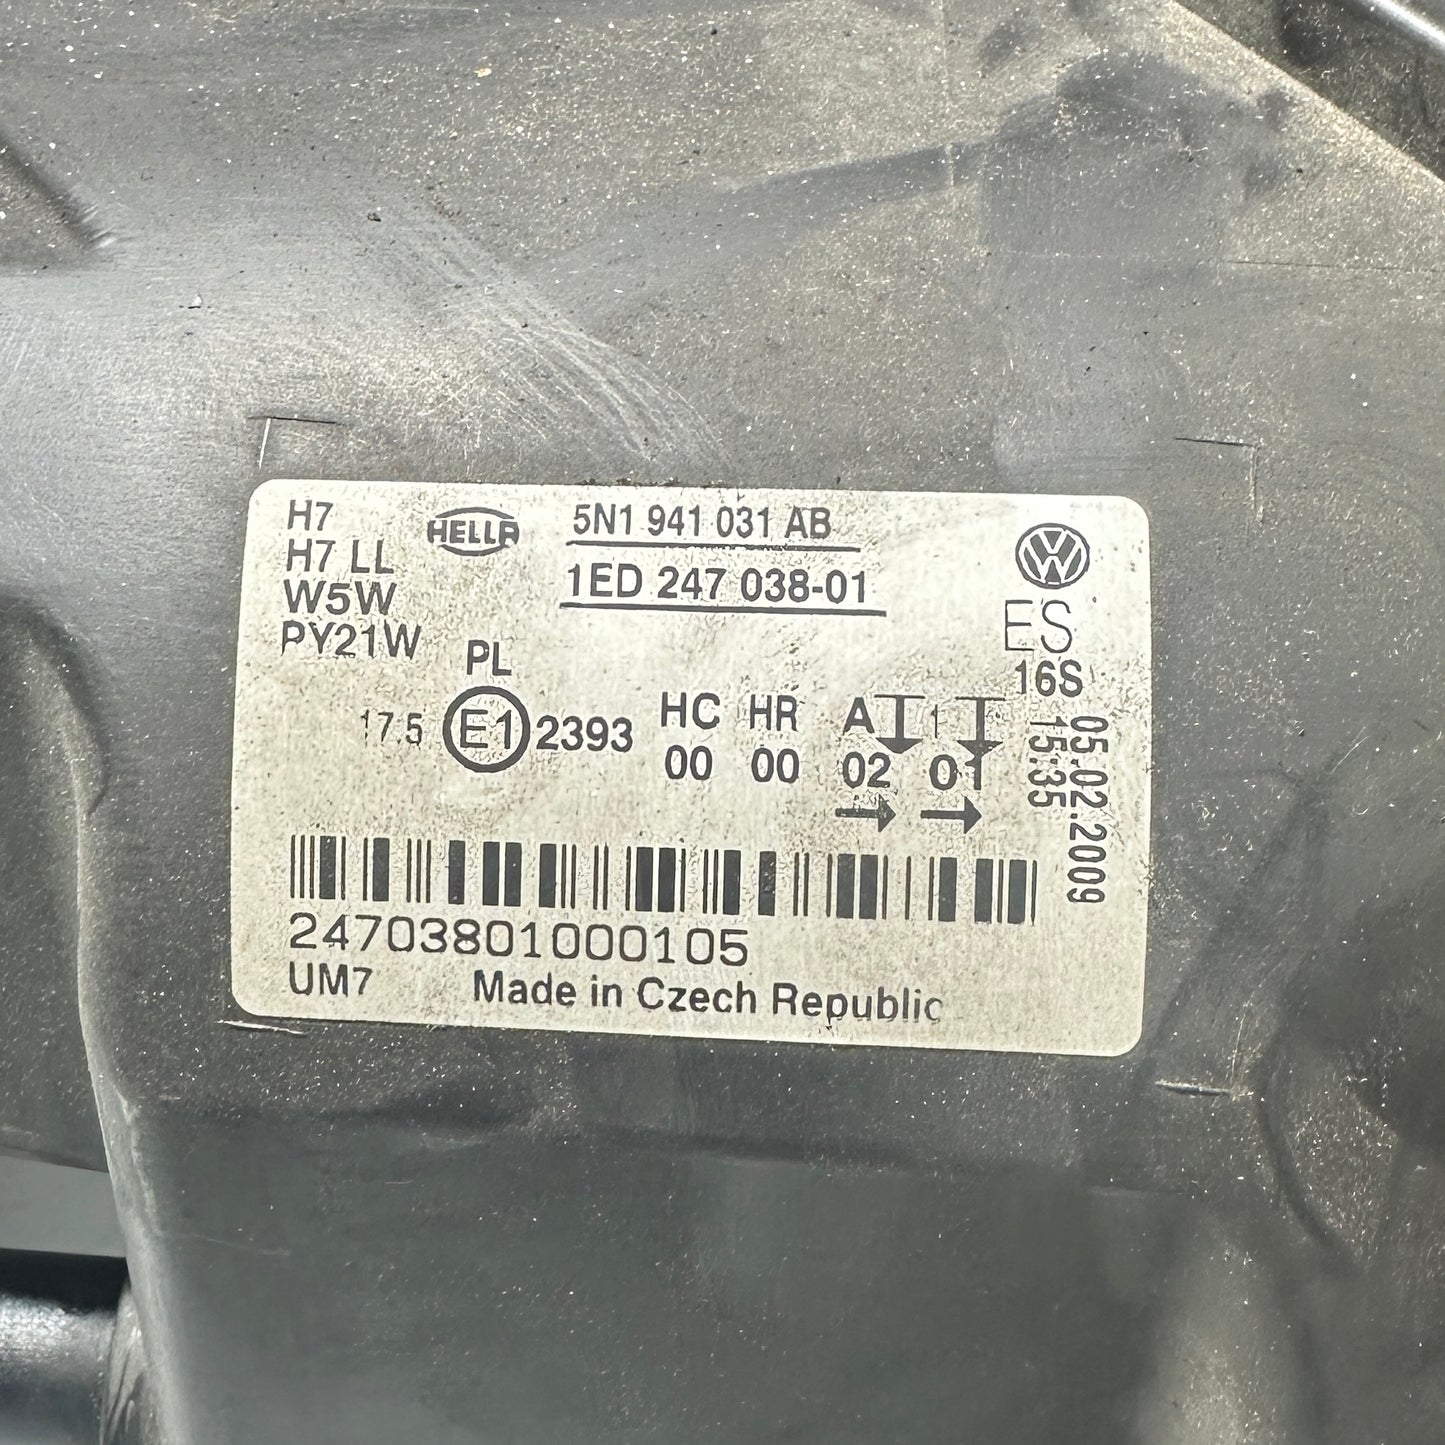 H7
H7 LL
W5W
PY21W
HELLA
5N1 941 031 AB
1ED 247 038-01
VW
ES
16S
PL
17.5 E1 2393
HC HR A 1
00 00 02 01
05.02.2009
15:35
24703801000105
UM7 Made in Czech Republic